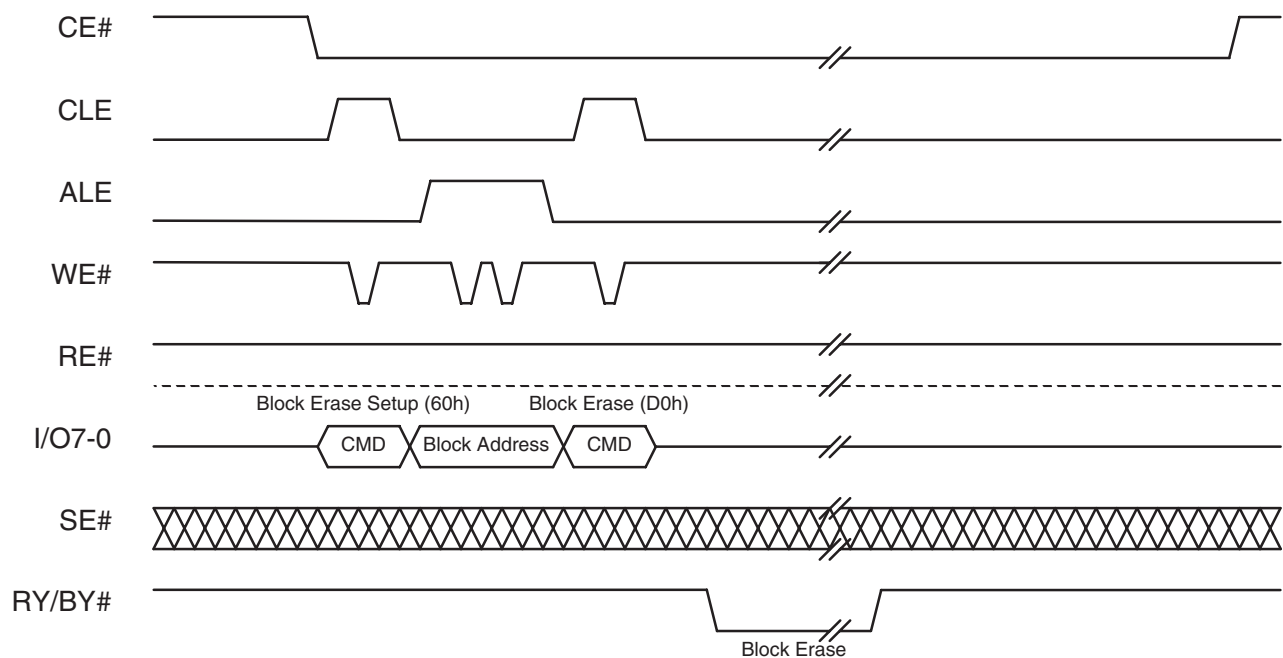 CE#
CLE
ALE
WE#
RE#
Block Erase Setup (60h) Block Erase (D0h)
I/O7-0 CMD Block Address CMD
SE#
RY/BY#
Block Erase